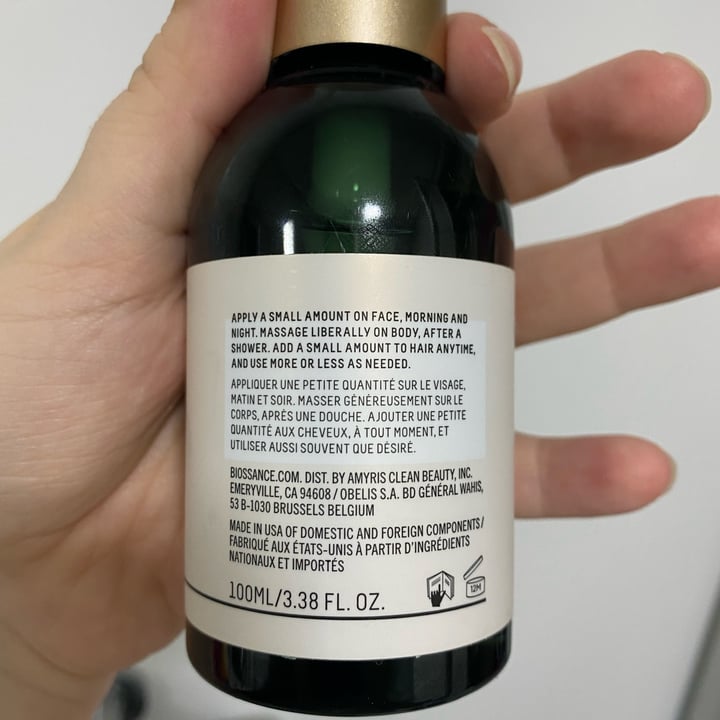 APPLY A SMALL AMOUNT ON FACE, MORNING AND
NIGHT. MASSAGE LIBERALLY ON BODY, AFTER A
SHOWER. ADD A SMALL AMOUNT TO HAIR ANYTIME,
AND USE MORE OR LESS AS NEEDED.
APPLIQUER UNE PETITE QUANTITÉ SUR LE VISAGE,
MATIN ET SOIR. MASSER GÉNÉREUSEMENT SUR LE
CORPS, APRÈS UNE DOUCHE. AJOUTER UNE PETITE
QUANTITÉ AUX CHEVEUX, À TOUT MOMENT, ET
UTILISER AUSSI SOUVENT QUE DÉSIRÉ.
BIOSSANCE.COM. DIST. BY AMYRIS CLEAN BEAUTY, INC.
EMERYVILLE, CA 94608 / OBELIS S.A. BD GÉNÉRAL WAHIS,
53 B-1030 BRUSSELS BELGIUM
MADE IN USA OF DOMESTIC AND FOREIGN COMPONENTS /
FABRIQUÉ AUX ÉTATS-UNIS À PARTIR D'INGRÉDIENTS
NATIONAUX ET IMPORTÉS
100ML/3.38 FL. OZ.
12M